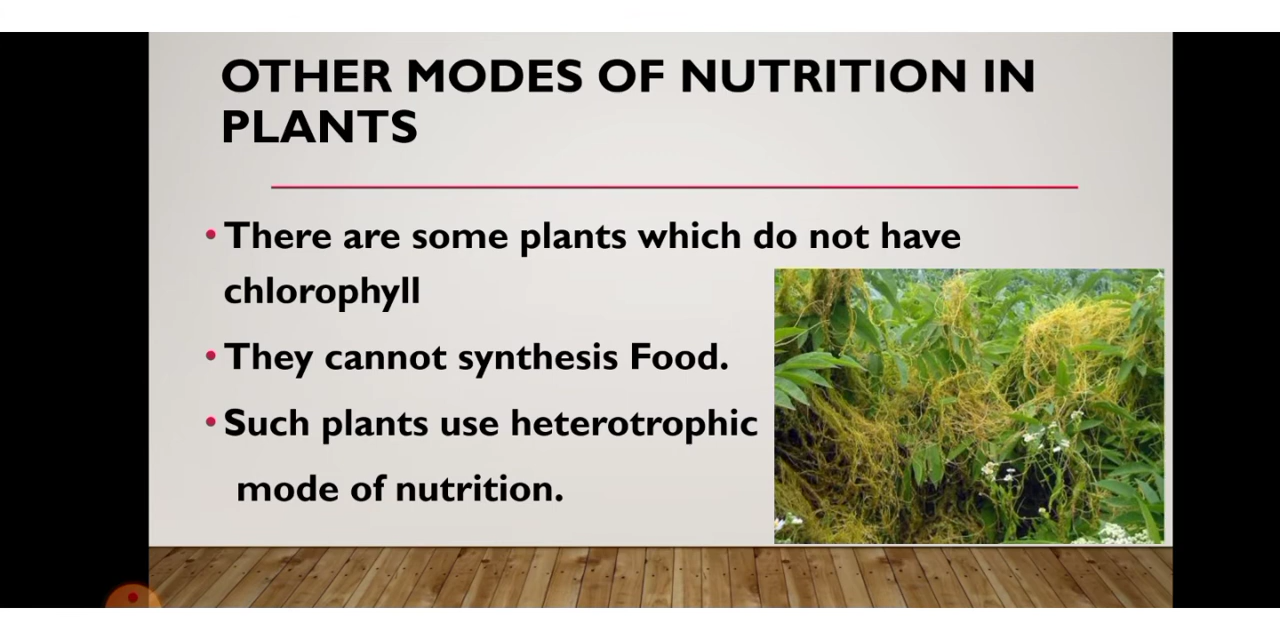 OTHER MODES OF NUTRITION IN
PLANTS
• There are some plants which do not have
chlorophyll
• They cannot synthesis Food.
• Such plants use heterotrophic
mode of nutrition.